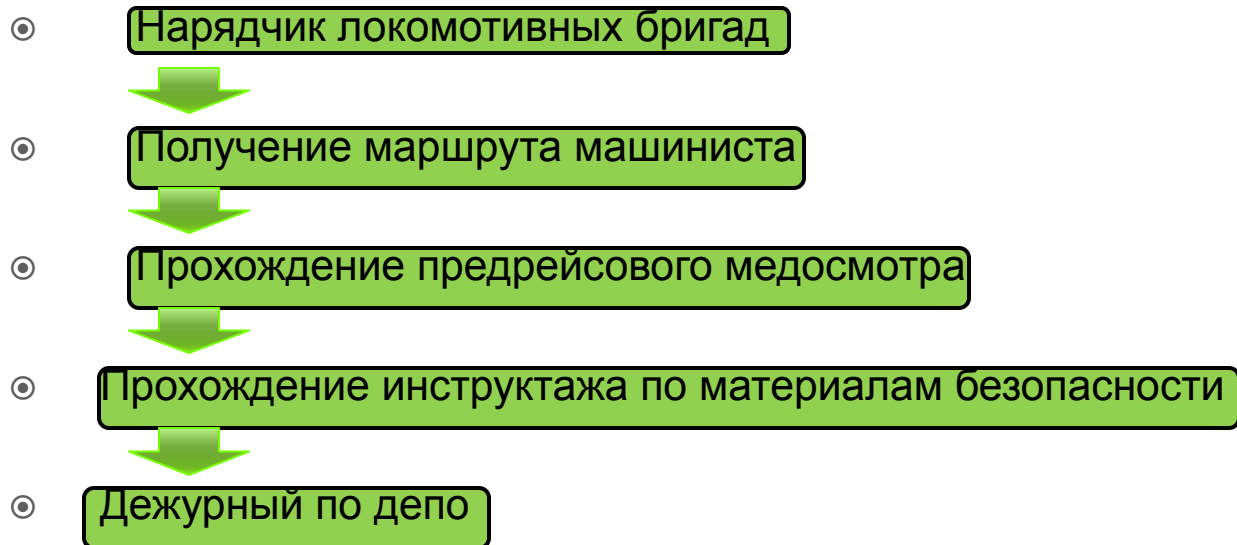 Нарядчик локомотивных бригад
Получение маршрута машиниста
Прохождение предрейсового медосмотра
Прохождение инструктажа по материалам безопасности
Дежурный по депо